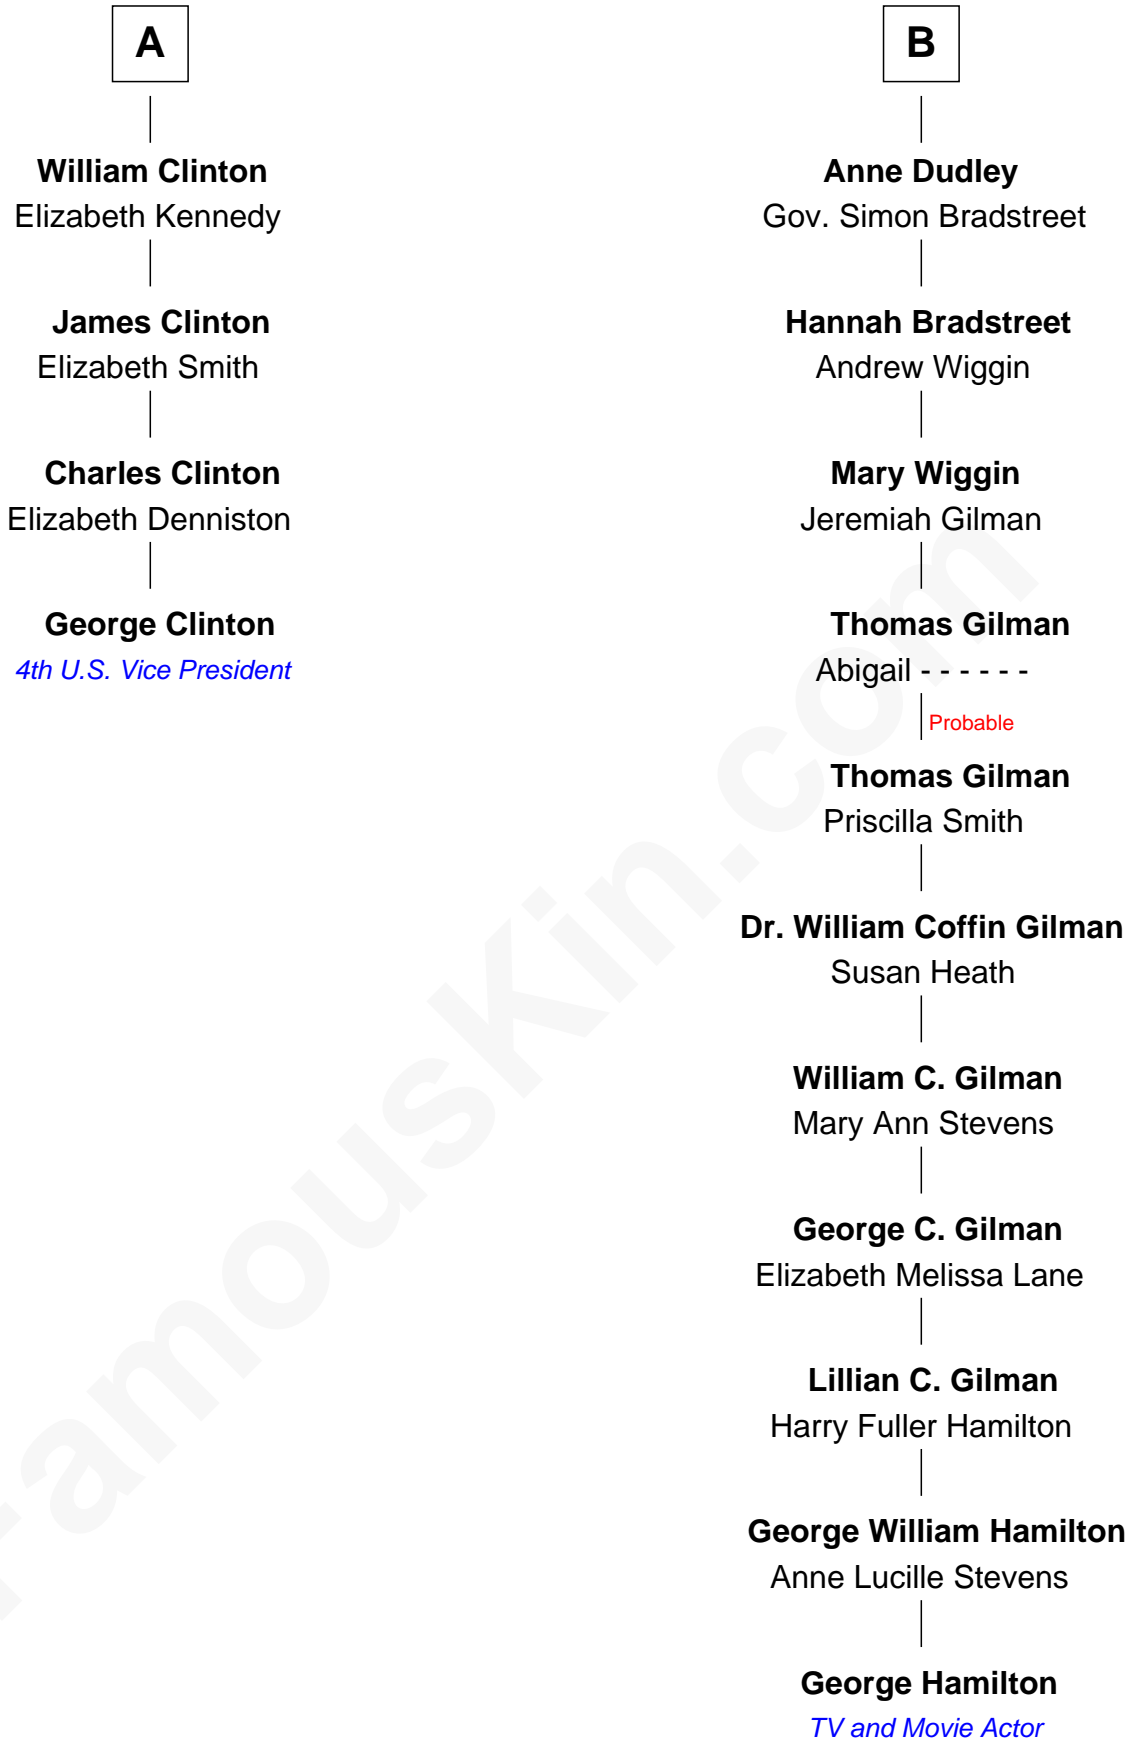 A
William Clinton
Elizabeth Kennedy
James Clinton
Elizabeth Smith
Charles Clinton
Elizabeth Denniston
George Clinton
4th U.S. Vice President
B
Anne Dudley
Gov. Simon Bradstreet
Hannah Bradstreet
Andrew Wiggin
Mary Wiggin
Jeremiah Gilman
Thomas Gilman
Abigail - - - - - -
Probable
Thomas Gilman
Priscilla Smith
Dr. William Coffin Gilman
Susan Heath
William C. Gilman
Mary Ann Stevens
George C. Gilman
Elizabeth Melissa Lane
Lillian C. Gilman
Harry Fuller Hamilton
George William Hamilton
Anne Lucille Stevens
George Hamilton
TV and Movie Actor
FamousKin.com